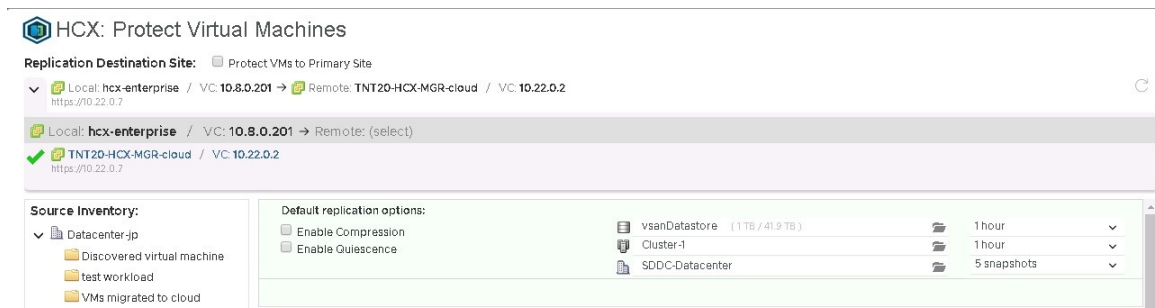 HCX: Protect Virtual Machines
Replication Destination Site: Protect VMs to Primary Site
Local: hcx-enterprise / VC: 10.8.0.201 → Remote: TNT20-HCX-MGR-cloud / VC: 10.22.0.2
https://10.22.0.7
Local: hcx-enterprise / VC: 10.8.0.201 → Remote: (select)
TNT20-HCX-MGR-cloud / VC: 10.22.0.2
https://10.22.0.7
Source Inventory:
Datacenter-jp
Discovered virtual machine
test workload
VMs migrated to cloud
Default replication options:
Enable Compression
Enable Quiescence
vsanDatastore (1 TB / 41.9 TB) 1 hour
Cluster-1 1 hour
SDDC-Datacenter 5 snapshots